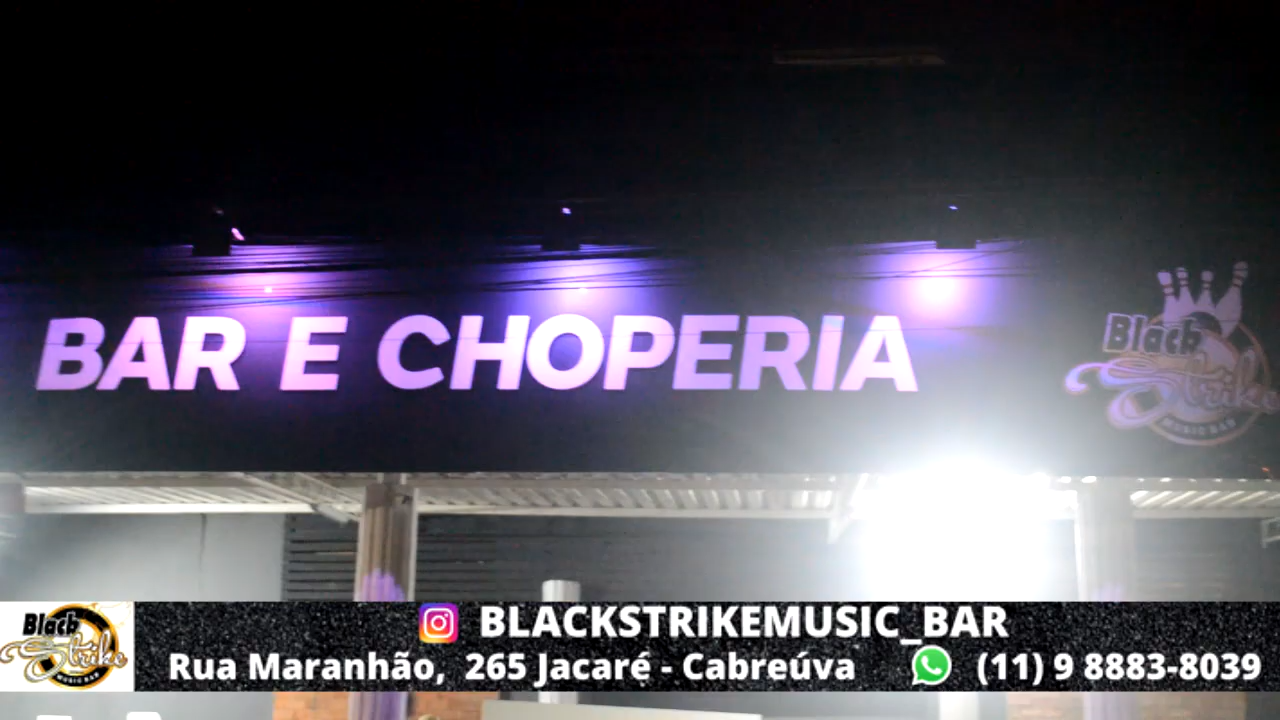 BAR E CHOPERIA
Black
Strike
MUSIC BAR
Black
Strike
MUSIC BAR
BLACKSTRIKEMUSIC_BAR
Rua Maranhão, 265 Jacaré - Cabreúva
(11) 9 8883-8039